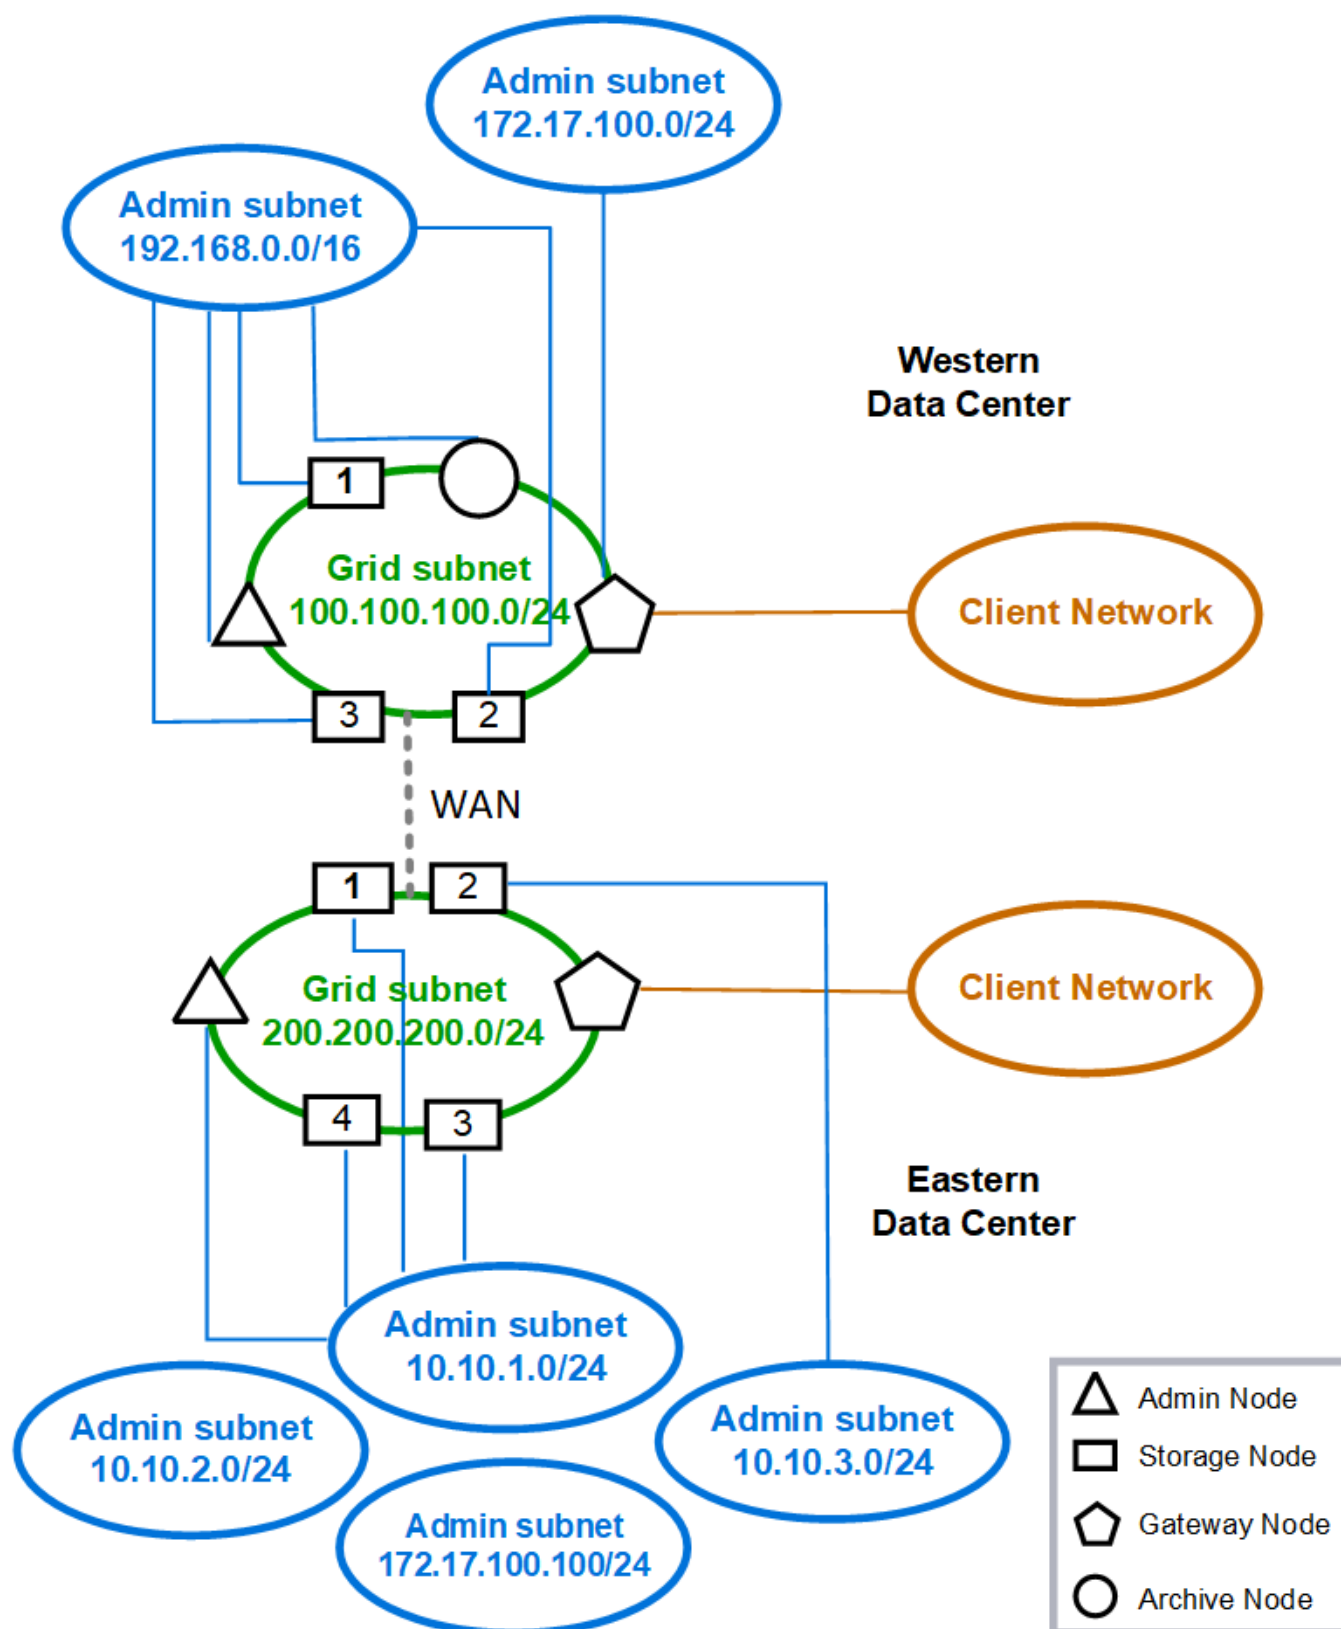 Admin subnet
172.17.100.0/24
Admin subnet
192.168.0.0/16
Western
Data Center
1
Grid subnet
100.100.100.0/24
Client Network
3
2
WAN
1
2
Grid subnet
200.200.200.0/24
Client Network
4
3
Eastern
Data Center
Admin subnet
10.10.1.0/24
Admin subnet
10.10.2.0/24
Admin subnet
10.10.3.0/24
Admin subnet
172.17.100.100/24
Admin Node
Storage Node
Gateway Node
Archive Node